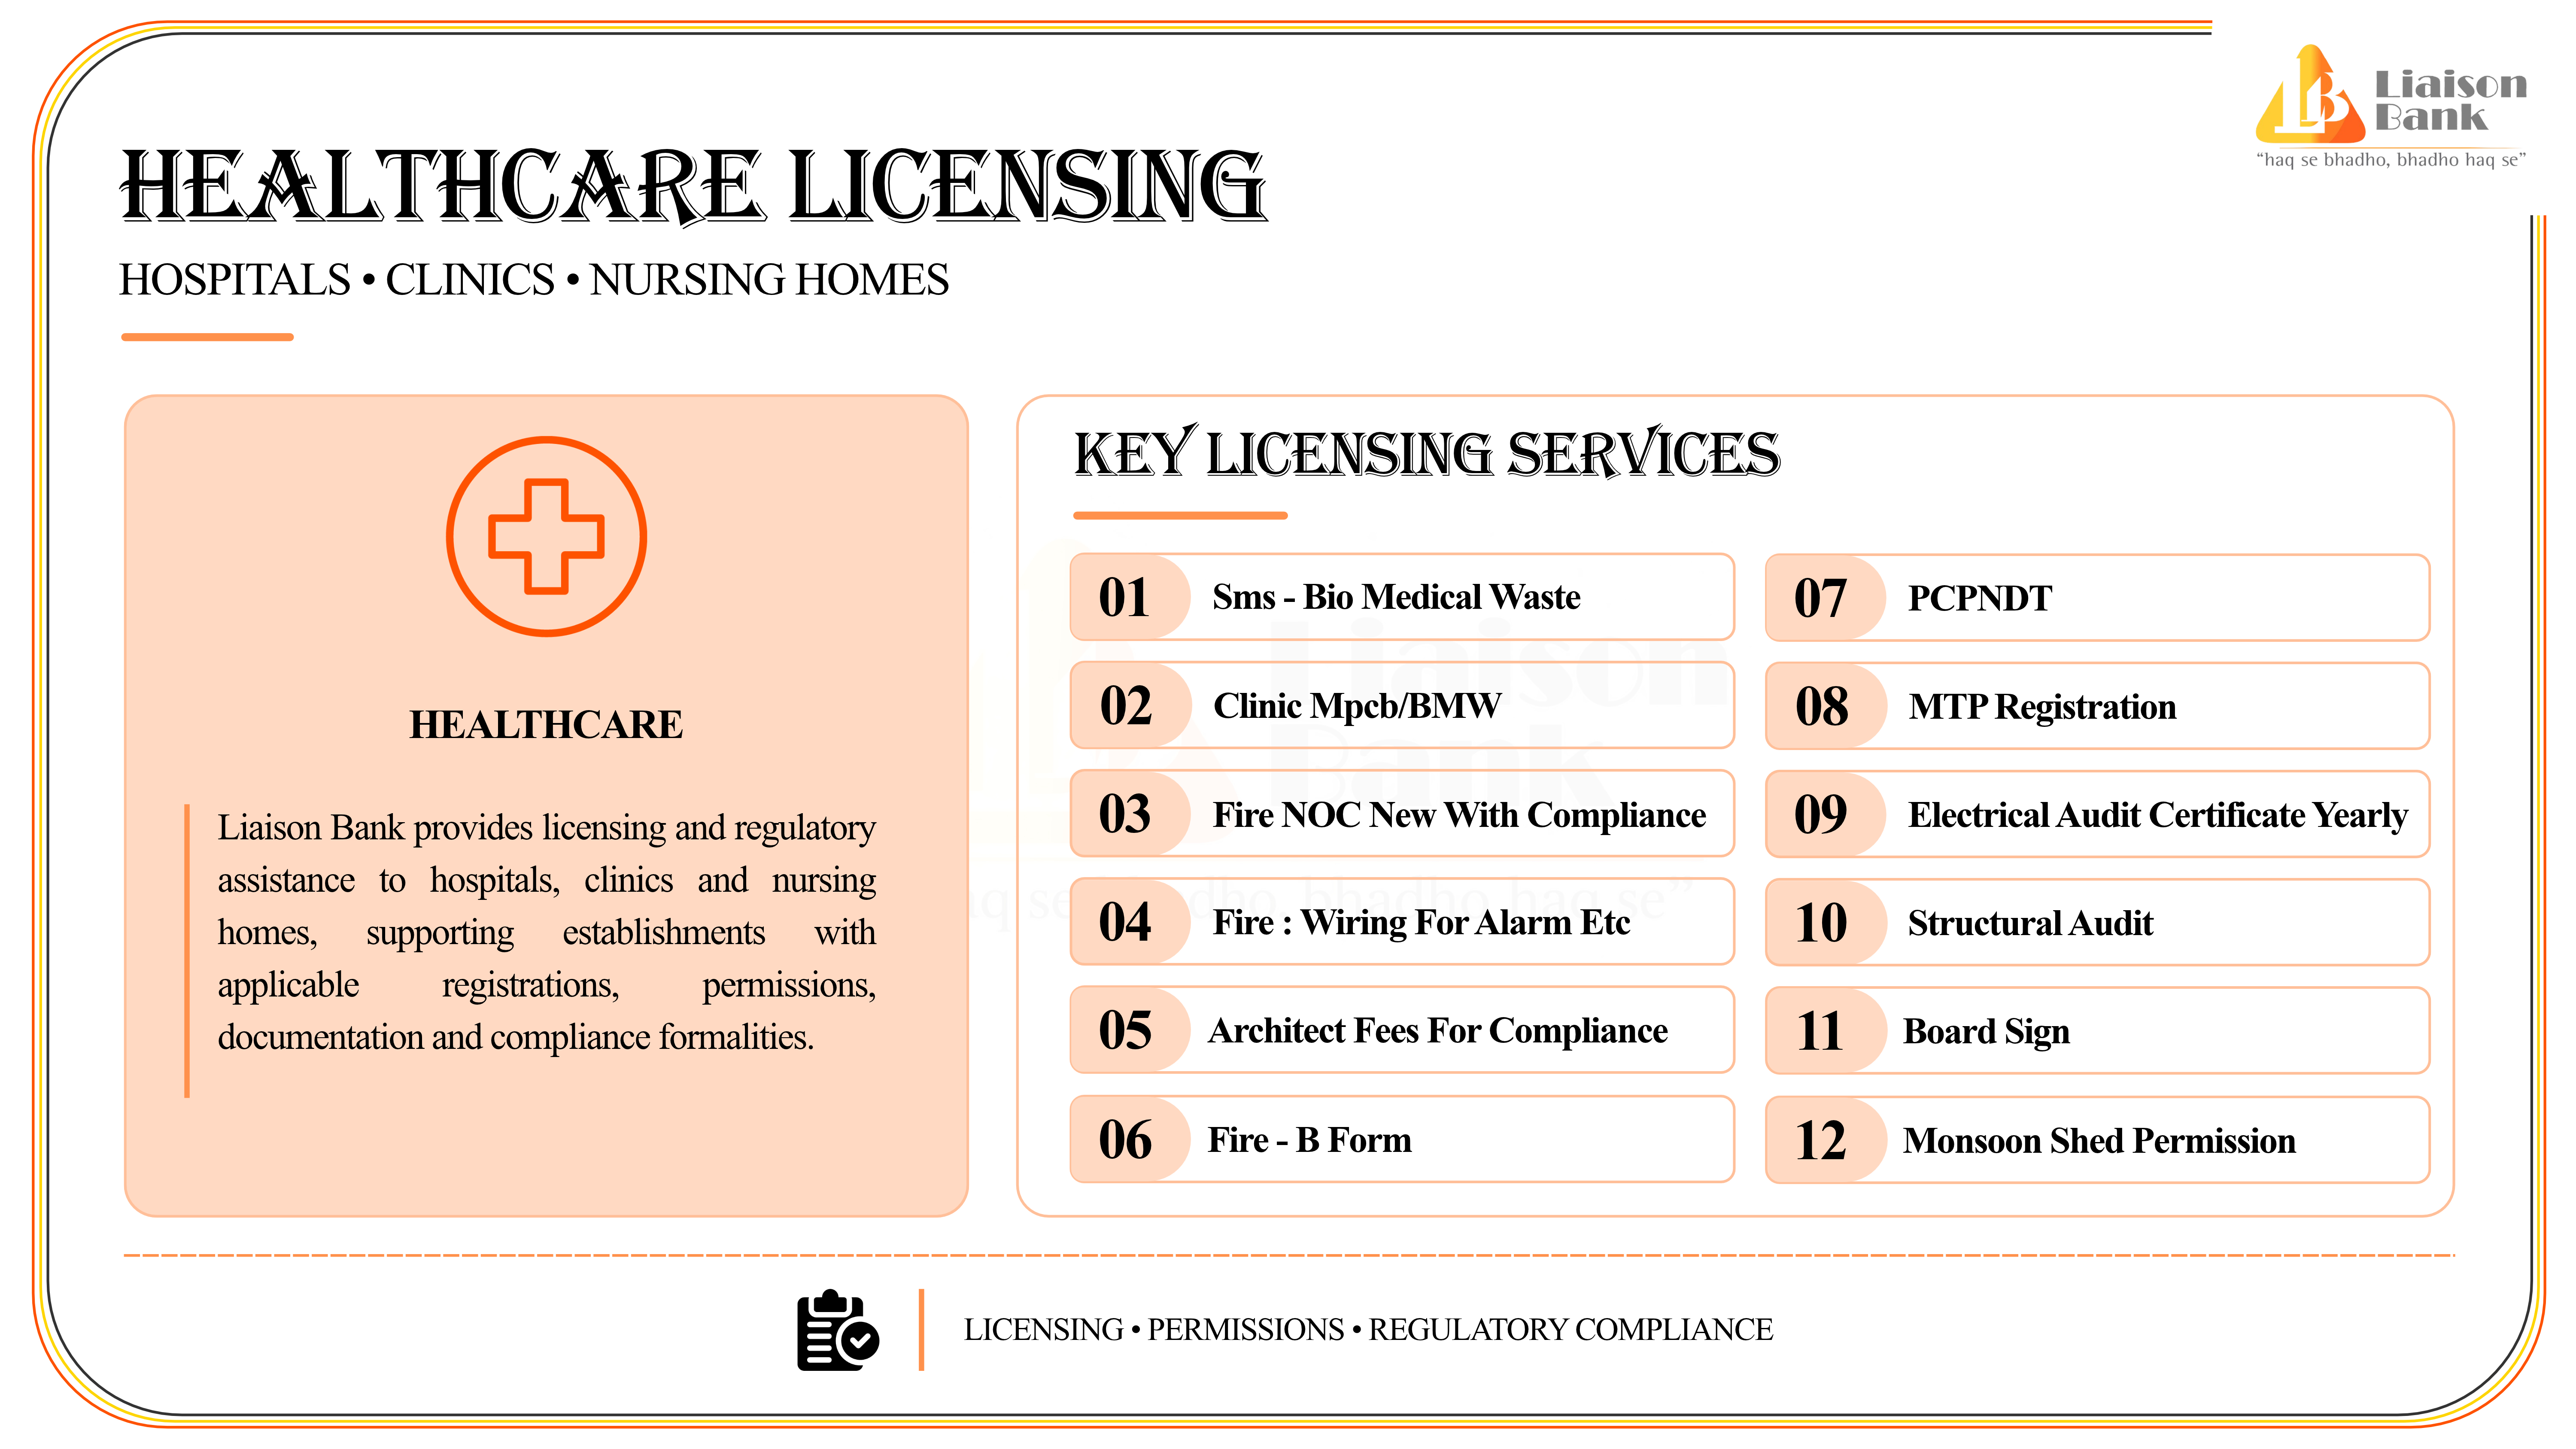 Liaison
Bank
“haq se bhadho, bhadho haq se”
HEALTHCARE LICENSING
HOSPITALS • CLINICS • NURSING HOMES
HEALTHCARE
Liaison Bank provides licensing and regulatory
assistance to hospitals, clinics and nursing
homes, supporting establishments with
applicable registrations, permissions,
documentation and compliance formalities.
KEY LICENSING SERVICES
01 Sms - Bio Medical Waste
02 Clinic Mpcb/BMW
03 Fire NOC New With Compliance
04 Fire : Wiring For Alarm Etc
05 Architect Fees For Compliance
06 Fire - B Form
07 PCPNDT
08 MTP Registration
09 Electrical Audit Certificate Yearly
10 Structural Audit
11 Board Sign
12 Monsoon Shed Permission
LICENSING • PERMISSIONS • REGULATORY COMPLIANCE